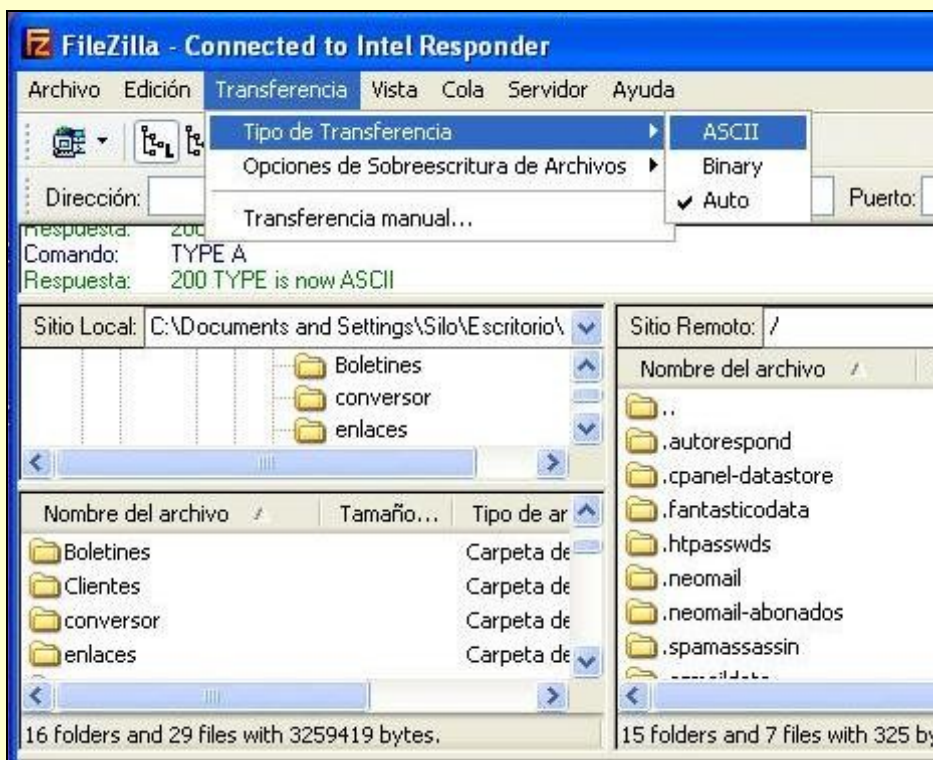 FileZilla - Connected to Intel Responder
Archivo Edición Transferencia Vista Cola Servidor Ayuda
Tipo de Transferencia
ASCII
Opciones de Sobreescritura de Archivos
Binary
Auto
Transferencia manual...
Dirección:
Puerto:
Respuesta: 200
Comando: TYPE A
Respuesta: 200 TYPE is now ASCII
Sitio Local: C:\Documents and Settings\Silo\Escritorio\
Boletines
conversor
enlaces
Nombre del archivo Tamaño... Tipo de ar
Boletines Carpeta de
Clientes Carpeta de
conversor Carpeta de
enlaces Carpeta de
16 folders and 29 files with 3259419 bytes.
Sitio Remoto: /
Nombre del archivo
..
.autorespond
.cpanel-datastore
.fantasticodata
.htpasswds
.neomail
.neomail-abonados
.spamassassin
15 folders and 7 files with 325 by